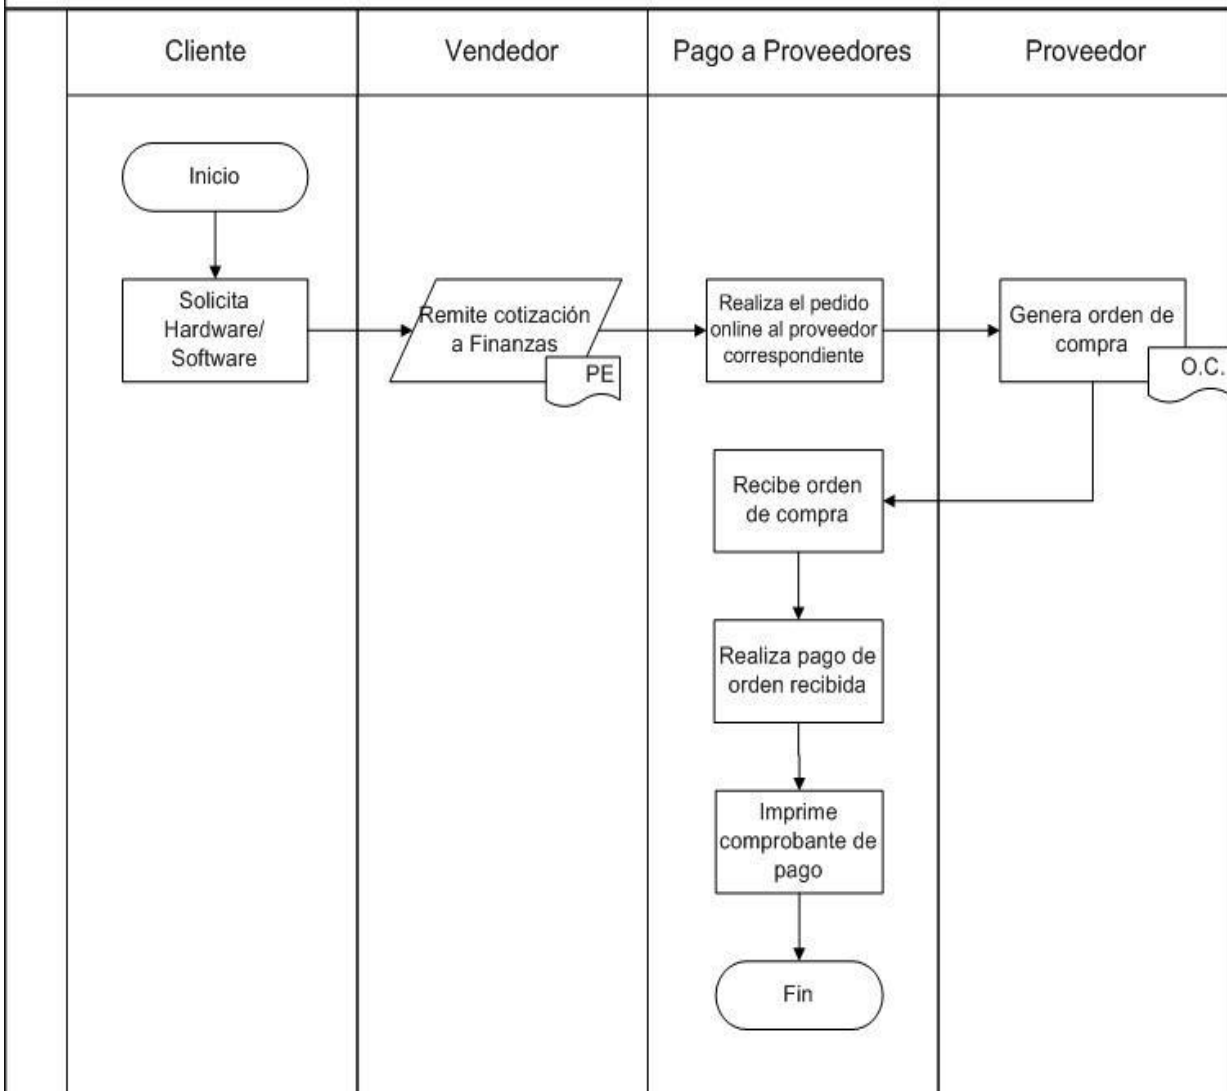 Cliente
Vendedor
Pago a Proveedores
Proveedor
Inicio
Solicita
Hardware/
Software
Remite cotización
a Finanzas
PE
Realiza el pedido
online al proveedor
correspondiente
Genera orden de
compra
O.C.
Recibe orden
de compra
Realiza pago de
orden recibida
Imprime
comprobante de
pago
Fin